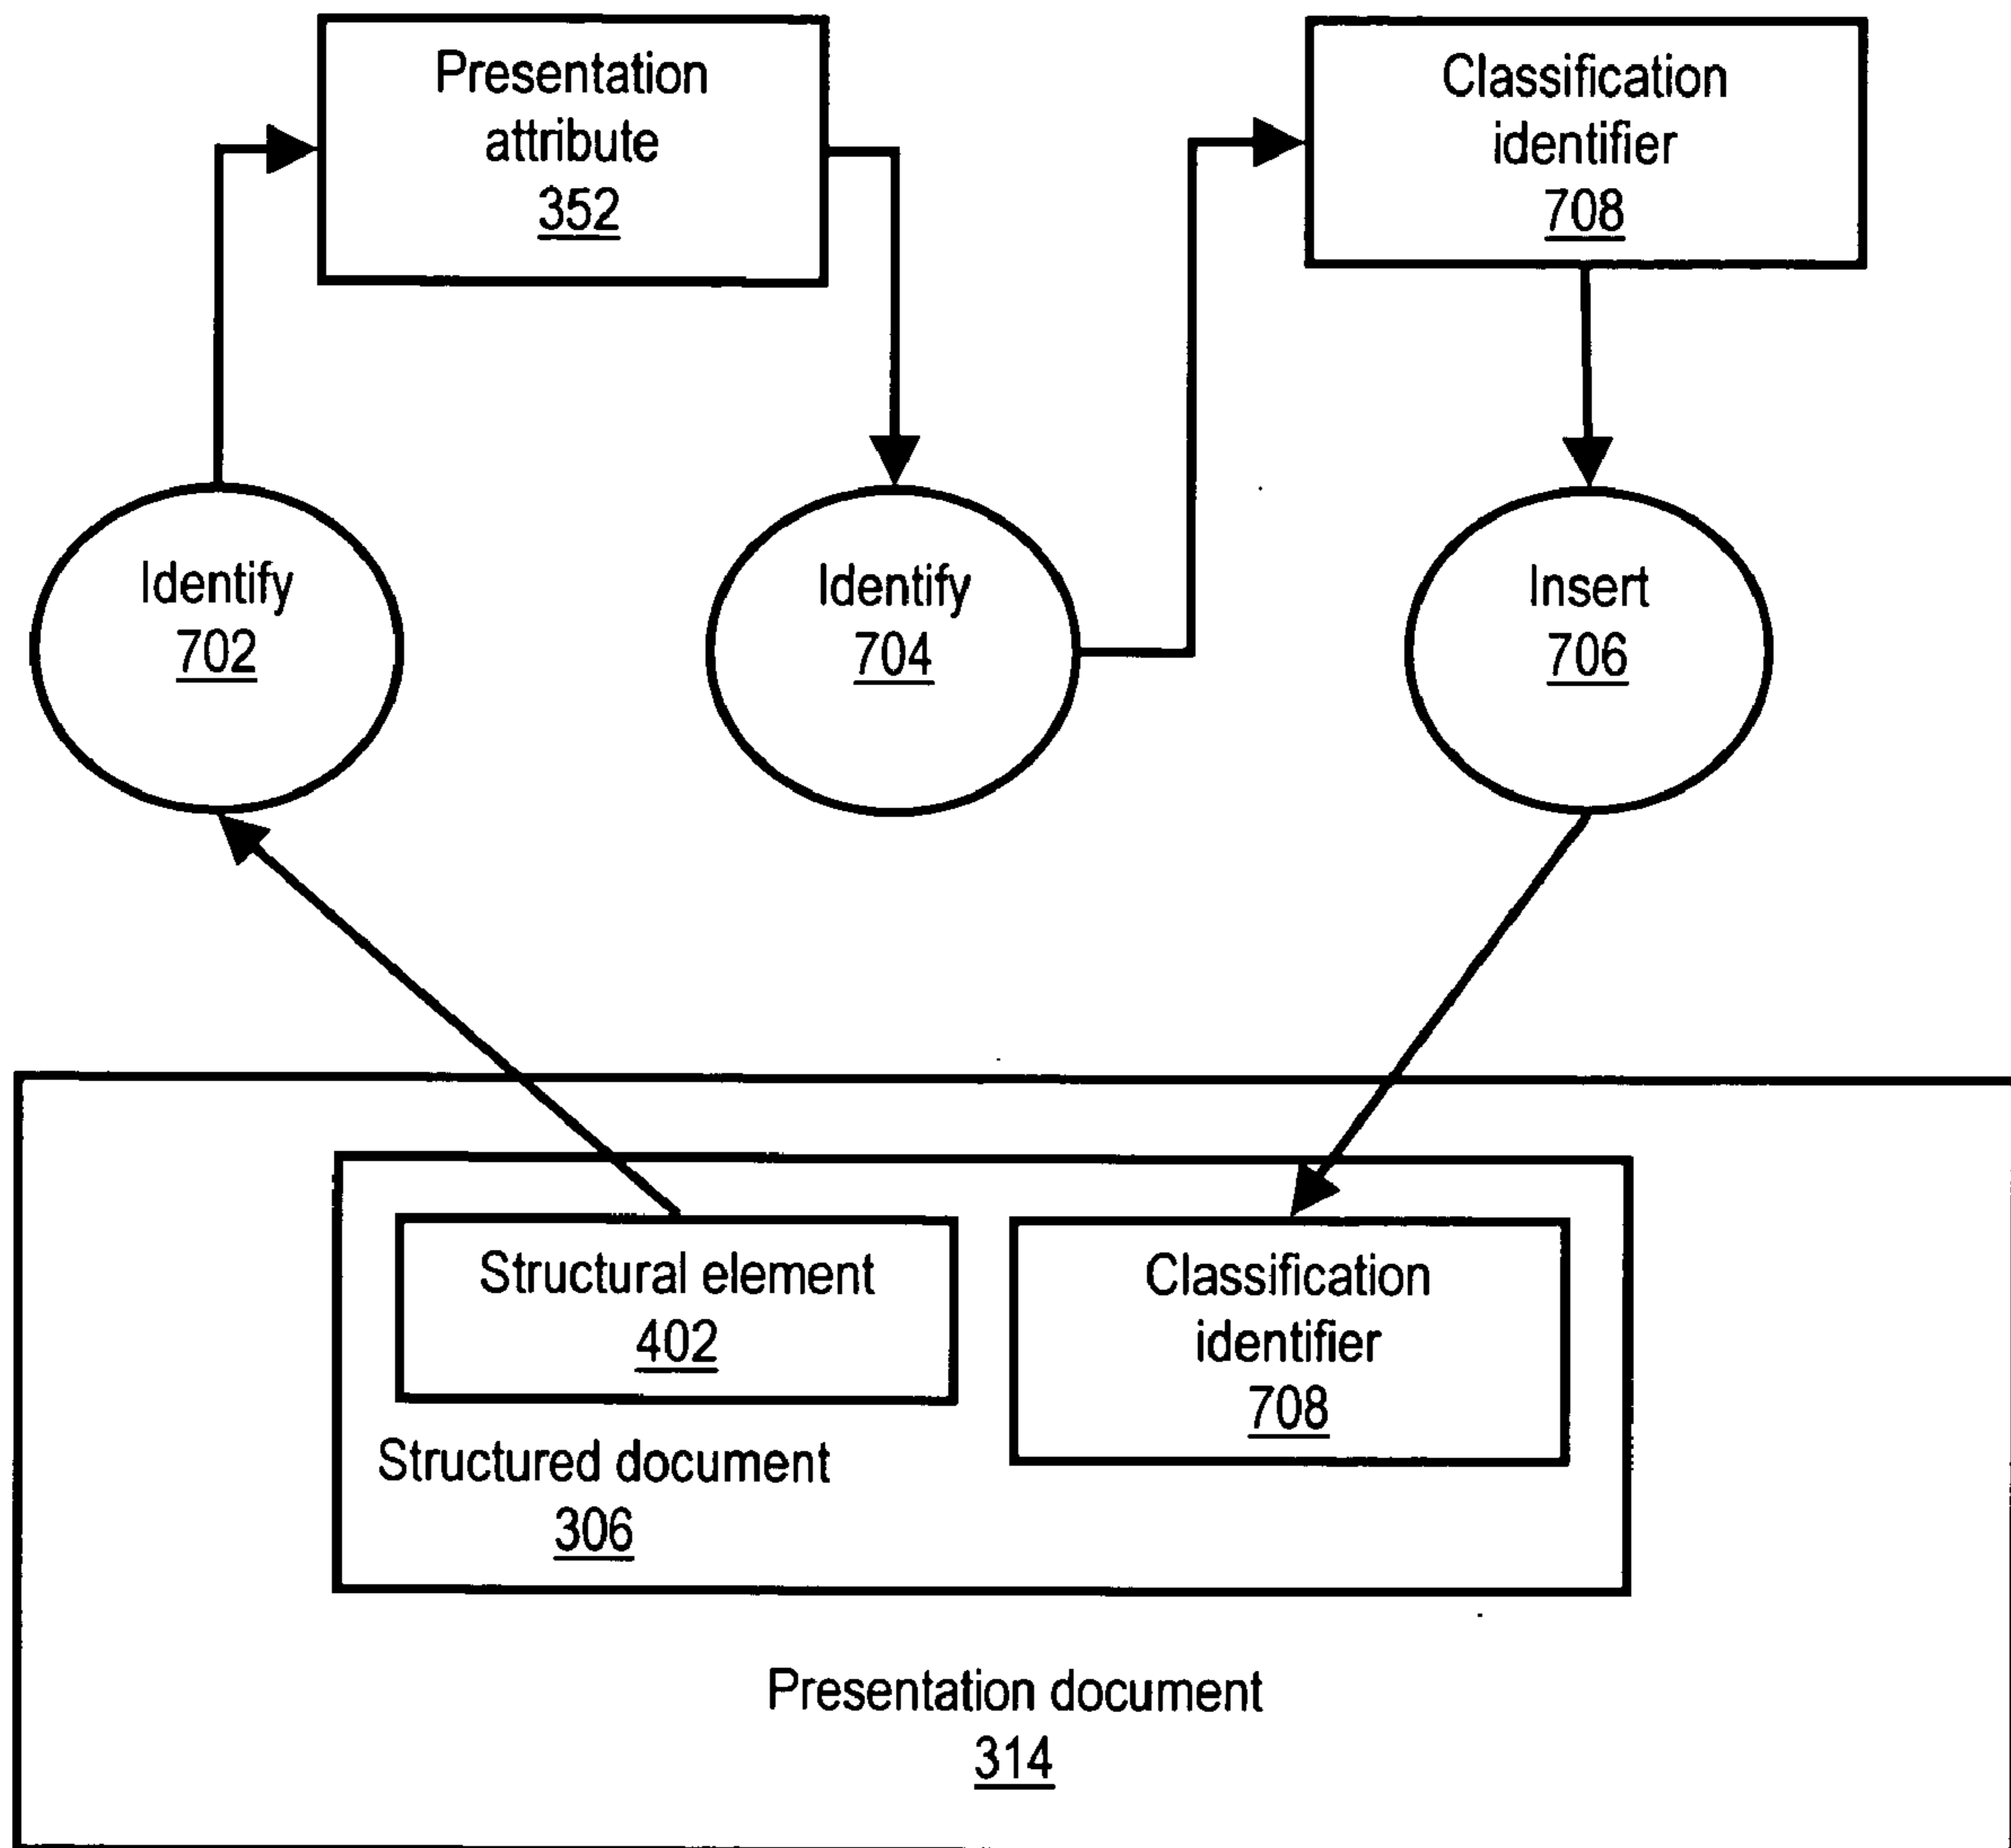 Presentation
attribute
352
Classification
identifier
708
Identify
702
Identify
704
Insert
706
Structural element
402
Classification
identifier
708
Structured document
306
Presentation document
314